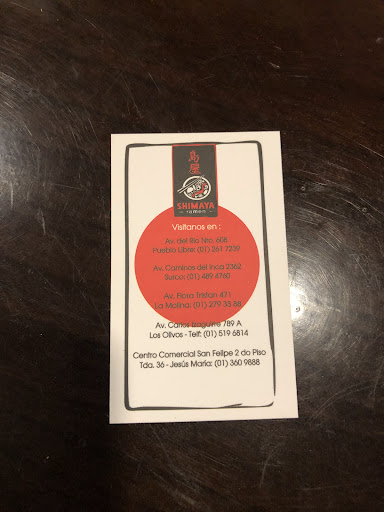 島
屋
SHIMAYA
ramen
Visítanos en :
Av. del Río Nro. 608
Pueblo Libre: (01) 261 7239
Av. Caminos del Inca 2362
Surco: (01) 489 4760
Av. Flora Tristan 471
La Molina: (01) 279 33 88
Av. Carlos Izaguirre 789 A
Los Olivos - Telf: (01) 519 6814
Centro Comercial San Felipe 2 do Piso
Tda. 36 - Jesús María: (01) 360 9888